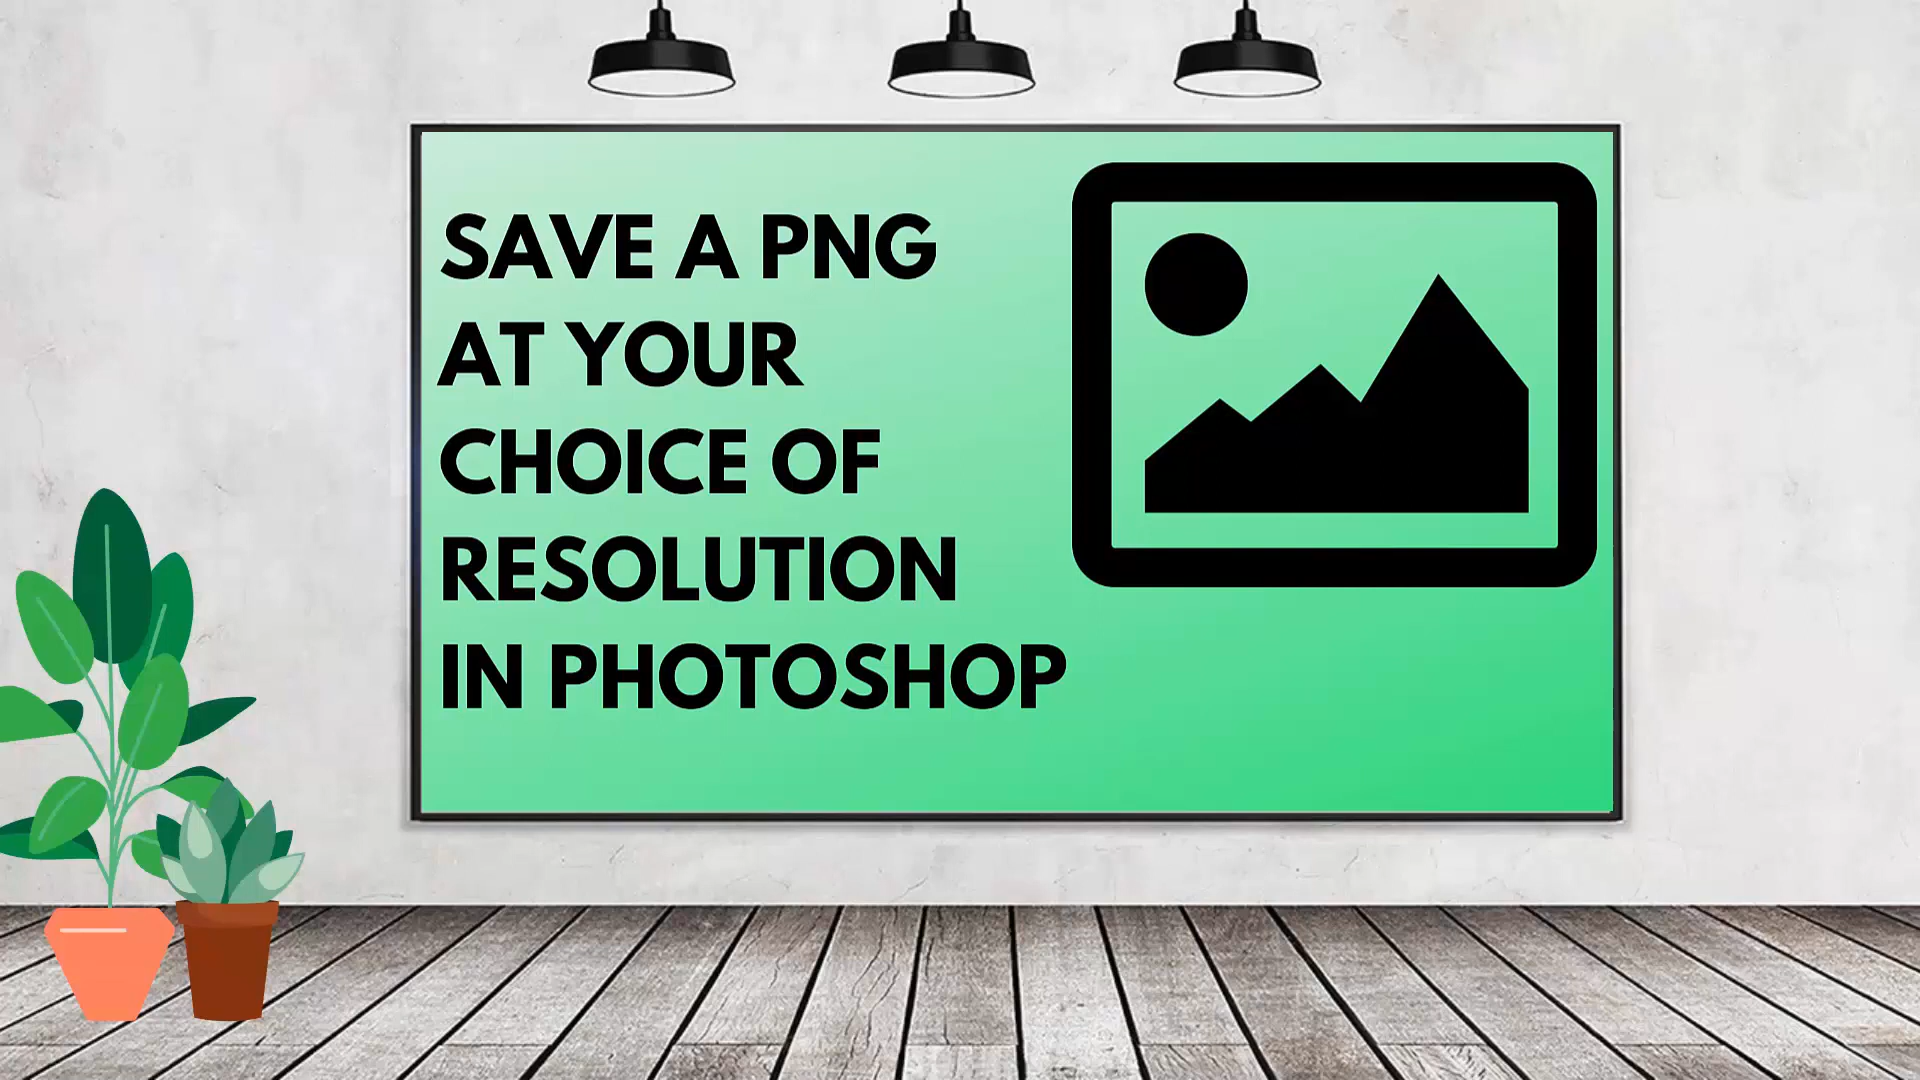 SAVE A PNG
AT YOUR
CHOICE OF
RESOLUTION
IN PHOTOSHOP